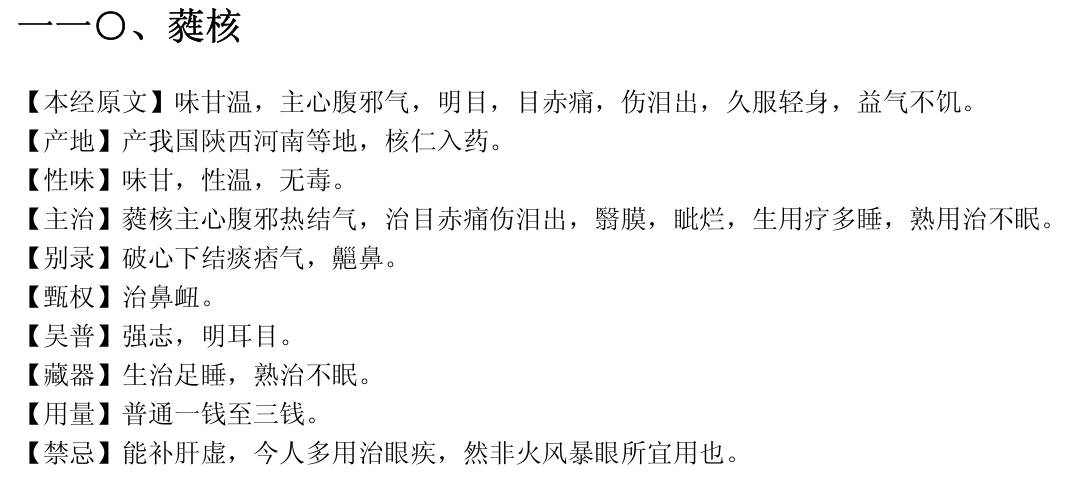 一一〇、蕤核
【本经原文】味甘温，主心腹邪气，明目，目赤痛，伤泪出，久服轻身，益气不饥。
【产地】产我国陜西河南等地，核仁入药。
【性味】味甘，性温，无毒。
【主治】蕤核主心腹邪热结气，治目赤痛伤泪出，翳膜，眦烂，生用疗多睡，熟用治不眠。
【别录】破心下结痰痞气，齆鼻。
【甄权】治鼻衄。
【吴普】强志，明耳目。
【藏器】生治足睡，熟治不眠。
【用量】普通一钱至三钱。
【禁忌】能补肝虚，今人多用治眼疾，然非火风暴眼所宜用也。